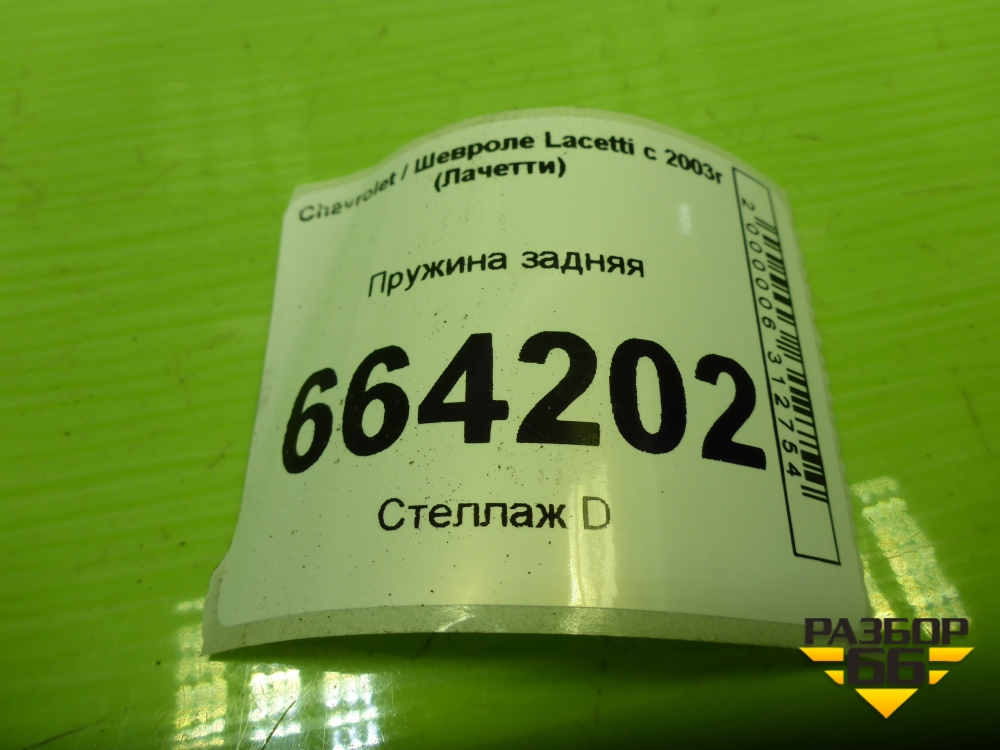 Chevrolet / Шевроле Lacetti с 2003г
(Лачетти)
Пружина задняя
664202
Стеллаж D
2000006312754
РАЗБОР
66